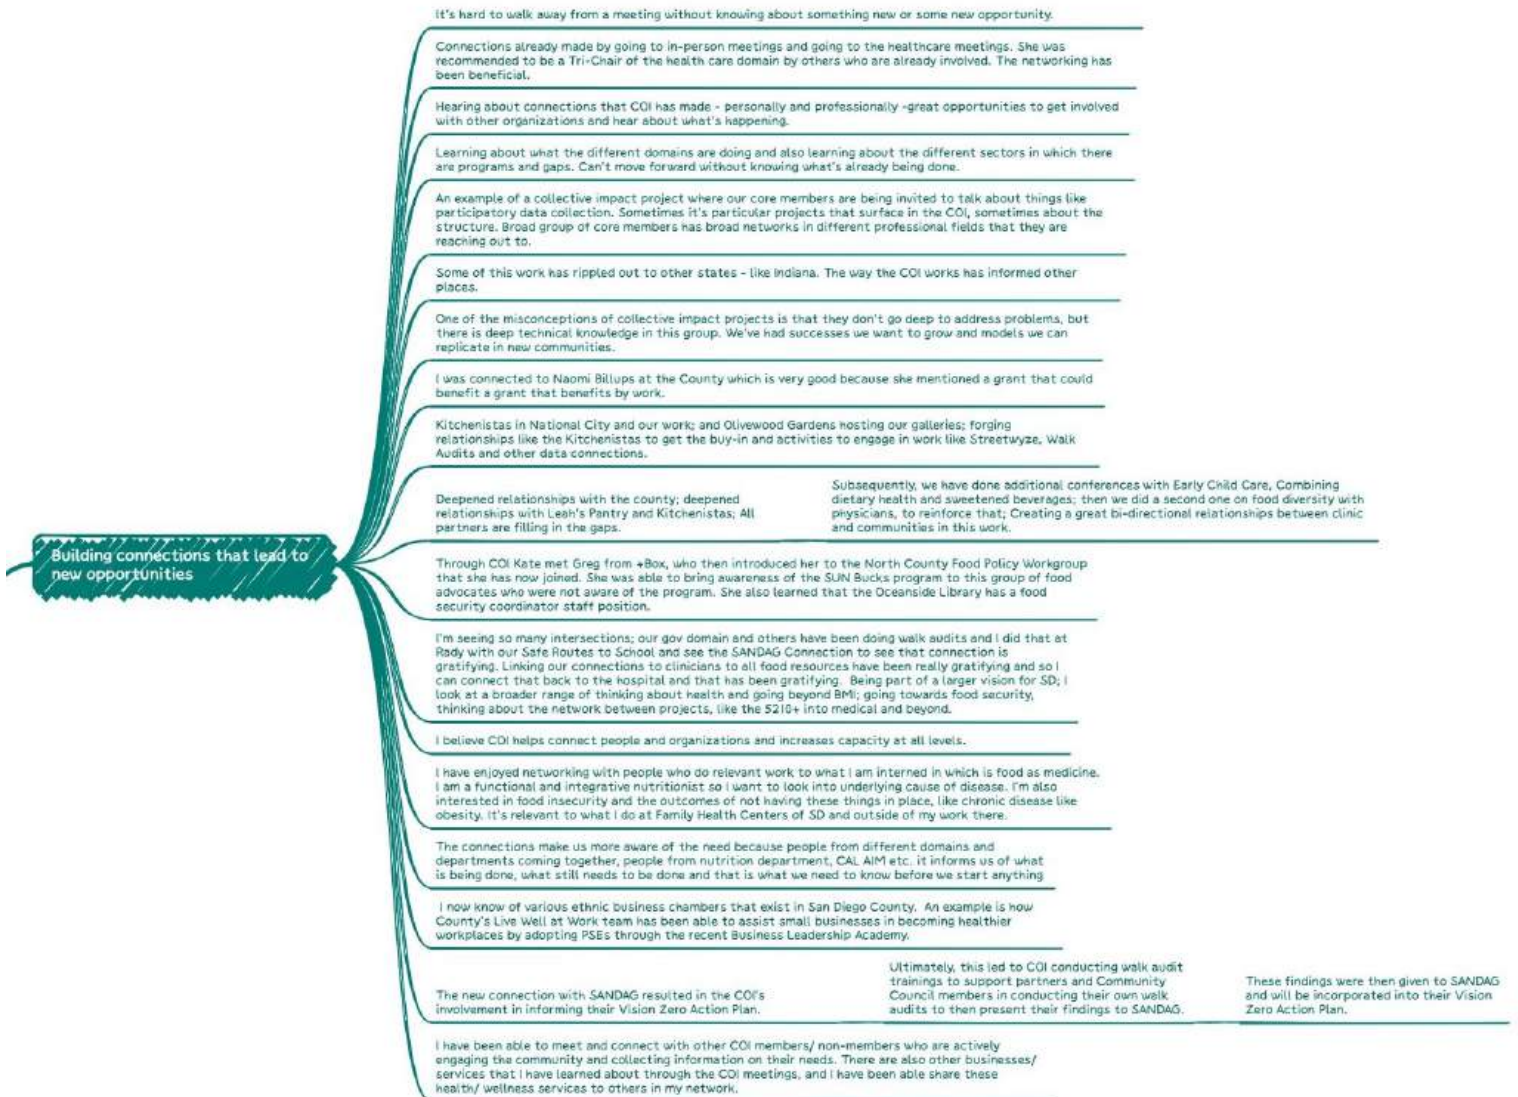 It's hard to walk away from a meeting without knowing about something new or some new opportunity.
Connections already made by going to in-person meetings and going to the healthcare meetings. She was
recommended to be a Tri-Chair of the health care domain by others who are already involved. The networking has
been beneficial.
Hearing about connections that COI has made - personally and professionally -great opportunities to get involved
with other organizations and hear about what's happening.
Learning about what the different domains are doing and also learning about the different sectors in which there
are programs and gaps. Can't move forward without knowing what's already being done.
An example of a collective impact project where our core members are being invited to talk about things like
participatory data collection. Sometimes it's particular projects that surface in the COI, sometimes about the
structure. Broad group of core members has broad networks in different professional fields that they are
reaching out to.
Some of this work has rippled out to other states - like Indiana. The way the COI works has informed other
places.
One of the misconceptions of collective impact projects is that they don't go deep to address problems, but
there is deep technical knowledge in this group. We've had successes we want to grow and models we can
replicate in new communities.
I was connected to Naomi Billups at the County which is very good because she mentioned a grant that could
benefit a grant that benefits by work.
Kitchenistas in National City and our work; and Olivewood Gardens hosting our galleries; forging
relationships like the Kitchenistas to get the buy-in and activities to engage in work like Streetwyze, Walk
Audits and other data connections.
Deepened relationships with the county; deepened
relationships with Leah's Pantry and Kitchenistas; All
partners are filling in the gaps.
Subsequently, we have done additional conferences with Early Child Care, Combining
dietary health and sweetened beverages; then we did a second one on food diversity with
physicians, to reinforce that; Creating a great bi-directional relationships between clinic
and communities in this work.
Building connections that lead to
new opportunities
Through COI Kate met Greg from +Box, who then introduced her to the North County Food Policy Workgroup
that she has now joined. She was able to bring awareness of the SUN Bucks program to this group of food
advocates who were not aware of the program. She also learned that the Oceanside Library has a food
security coordinator staff position.
I'm seeing so many intersections; our gov domain and others have been doing walk audits and I did that at
Rady with our Safe Routes to School and see the SANDAG Connection to see that connection is
gratifying. Linking our connections to clinicians to all food resources have been really gratifying and so I
can connect that back to the hospital and that has been gratifying. Being part of a larger vision for SD; I
look at a broader range of thinking about health and going beyond BMI; going towards food security,
thinking about the network between projects, like the 5210+ into medical and beyond.
I believe COI helps connect people and organizations and increases capacity at all levels.
I have enjoyed networking with people who do relevant work to what I am interned in which is food as medicine.
I am a functional and integrative nutritionist so I want to look into underlying cause of disease. I'm also
interested in food insecurity and the outcomes of not having these things in place, like chronic disease like
obesity. It's relevant to what I do at Family Health Centers of SD and outside of my work there.
The connections make us more aware of the need because people from different domains and
departments coming together, people from nutrition department, CAL AIM etc. it informs us of what
is being done, what still needs to be done and that is what we need to know before we start anything
I now know of various ethnic business chambers that exist in San Diego County. An example is how
County's Live Well at Work team has been able to assist small businesses in becoming healthier
workplaces by adopting PSEs through the recent Business Leadership Academy.
The new connection with SANDAG resulted in the COI's
involvement in informing their Vision Zero Action Plan.
Ultimately, this led to COI conducting walk audit
trainings to support partners and Community
Council members in conducting their own walk
audits to then present their findings to SANDAG.
These findings were then given to SANDAG
and will be incorporated into their Vision
Zero Action Plan.
I have been able to meet and connect with other COI members/ non-members who are actively
engaging the community and collecting information on their needs. There are also other businesses/
services that I have learned about through the COI meetings, and I have been able share these
health/ wellness services to others in my network.